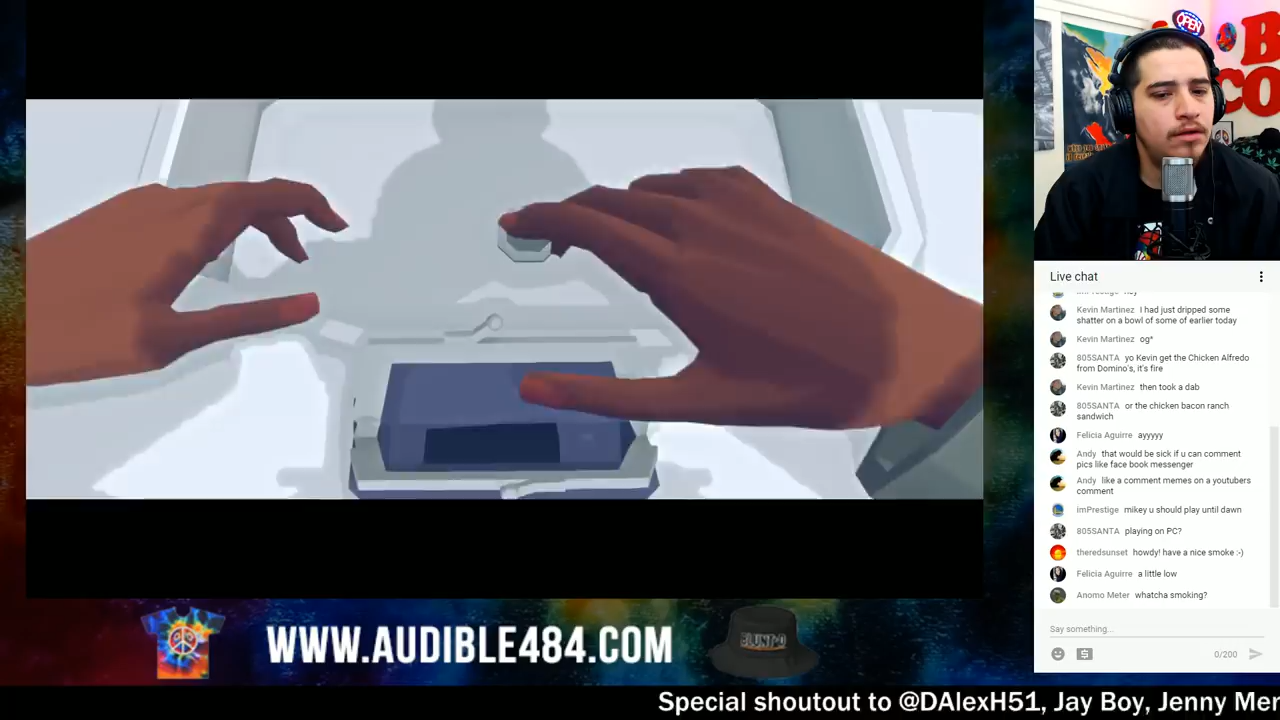 OPEN
B
CO
Live chat
Kevin Martinez I had just dripped some
shatter on a bowl of some of earlier today
Kevin Martinez og*
805SANTA yo Kevin get the Chicken Alfredo
from Domino's, it's fire
Kevin Martinez then took a dab
805SANTA or the chicken bacon ranch
sandwich
Felicia Aguirre ayyyyy
Andy that would be sick if u can comment
pics like face book messenger
Andy like a comment memes on a youtubers
comment
imPrestige mikey u should play until dawn
805SANTA playing on PC?
theredsunset howdy! have a nice smoke :-)
Felicia Aguirre a little low
Anomo Meter whatcha smoking?
Say something...
0/200
WWW.AUDIBLE484.COM
Special shoutout to @DAlexH51, Jay Boy, Jenny Mer